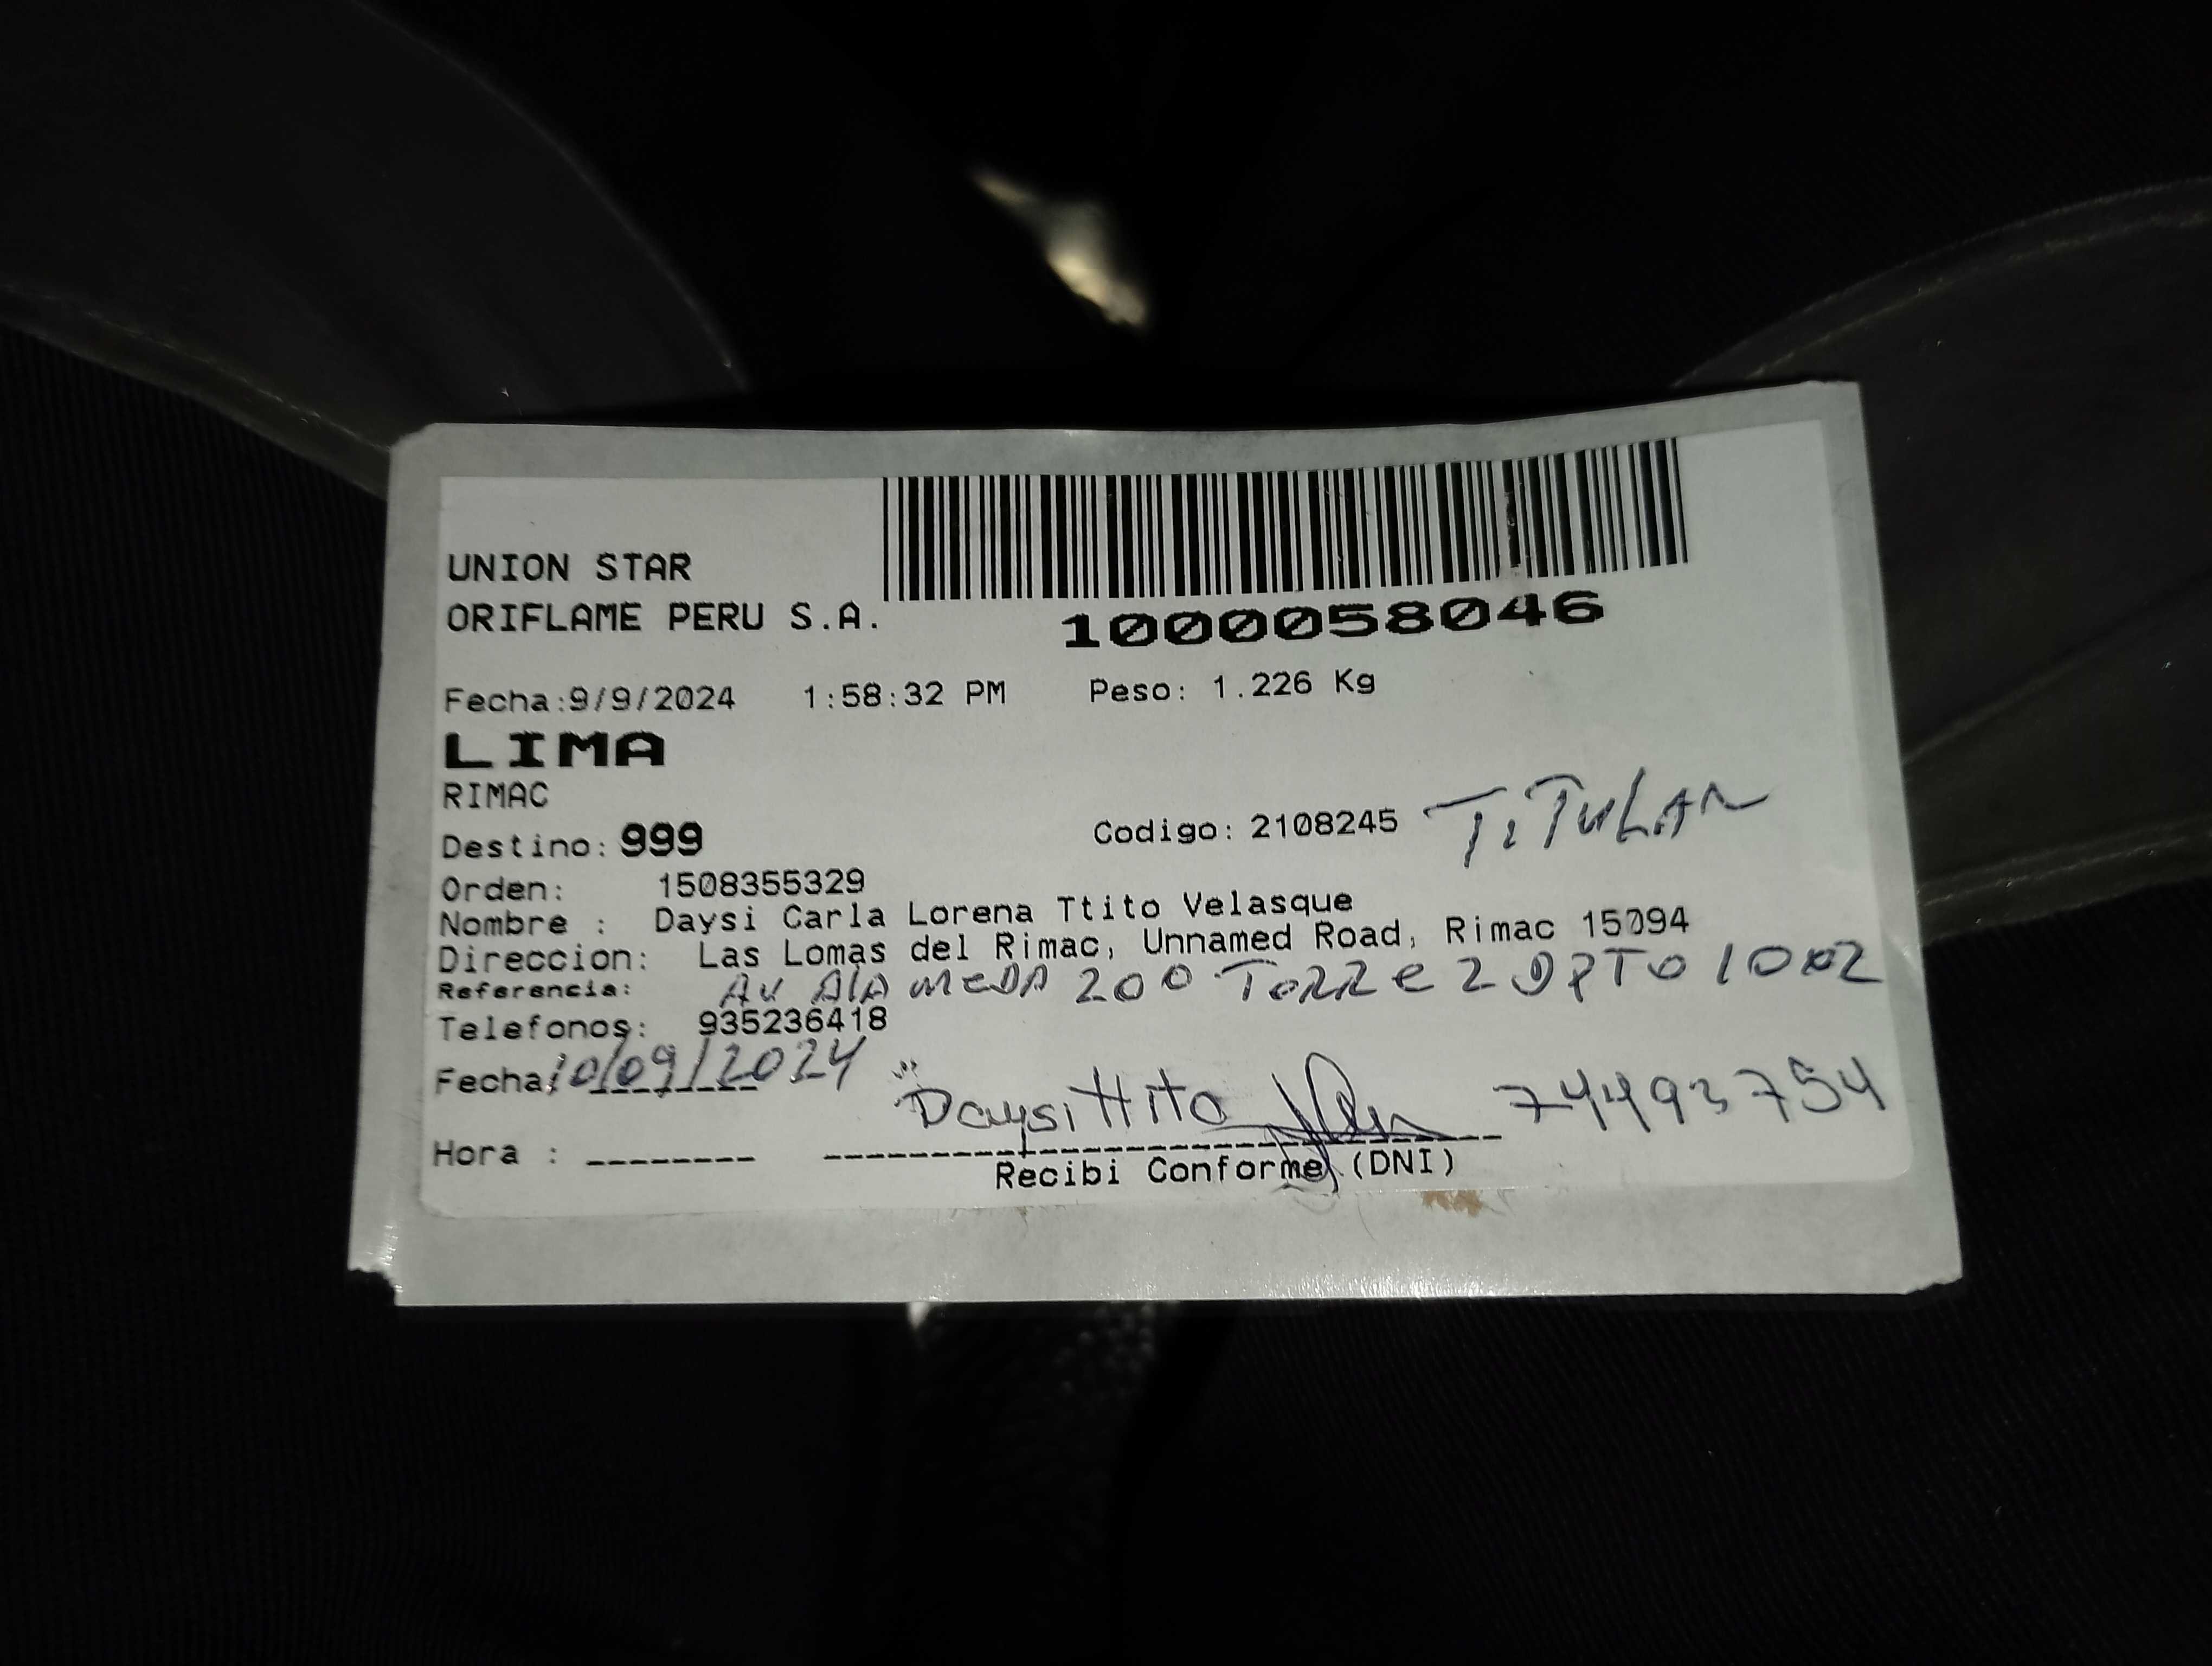 UNION STAR
ORIFLAME PERU S.A.
1000058046
Fecha:9/9/2024 1:58:32 PM Peso: 1.226 Kg
LIMA
RIMAC
Destino: 999 Codigo: 2108245 TiTULAR
Orden: 1508355329
Nombre : Daysi Carla Lorena Ttito Velasque
Direccion: Las Lomas del Rimac, Unnamed Road, Rimac 15094
Referencia: AV AlAMeDA 200 ToRRe 2 DPTO 1002
Telefonos: 935236418
Fecha: 10/09/2024
Daysi ttito 74493754
Hora : -------- 
Recibi Conforme (DNI)